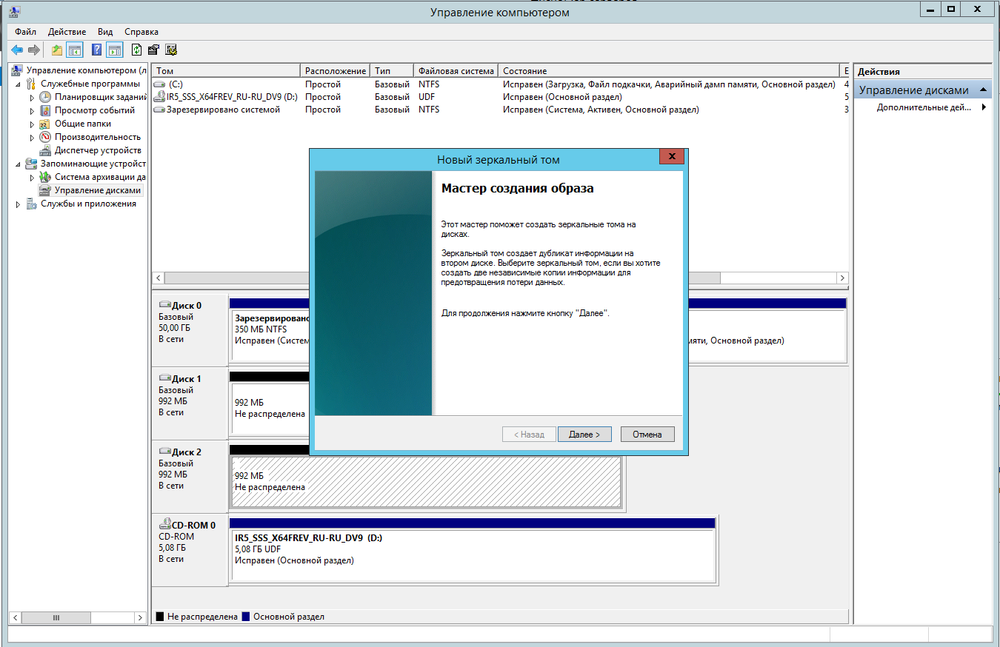 Управление компьютером
Файл Действие Вид Справка
Управление компьютером (л
Служебные программы
Планировщик заданий
Просмотр событий
Общие папки
Производительность
Диспетчер устройств
Запоминающие устройст
Система архивации да
Управление дисками
Службы и приложения
Том Расположение Тип Файловая система Состояние Е
(C:) Простой Базовый NTFS Исправен (Загрузка, Файл подкачки, Аварийный дамп памяти, Основной раздел) 4
IR5_SSS_X64FREV_RU-RU_DV9 (D:) Простой Базовый UDF Исправен (Основной раздел) 5
Зарезервировано системой Простой Базовый NTFS Исправен (Система, Активен, Основной раздел) 3
Действия
Управление дисками
Дополнительные дей...
Новый зеркальный том
Мастер создания образа
Этот мастер поможет создать зеркальные тома на
дисках.
Зеркальный том создает дубликат информации на
втором диске. Выберите зеркальный том, если вы хотите
создать две независимые копии информации для
предотвращения потери данных.
Для продолжения нажмите кнопку "Далее".
< Назад Далее > Отмена
Диск 0
Базовый
50,00 ГБ
В сети
Зарезервировано
350 МБ NTFS
Исправен (Систем
мяти, Основной раздел)
Диск 1
Базовый
992 МБ
В сети
992 МБ
Не распределена
Диск 2
Базовый
992 МБ
В сети
992 МБ
Не распределена
CD-ROM 0
CD-ROM
5,08 ГБ
В сети
IR5_SSS_X64FREV_RU-RU_DV9 (D:)
5,08 ГБ UDF
Исправен (Основной раздел)
Не распределена Основной раздел